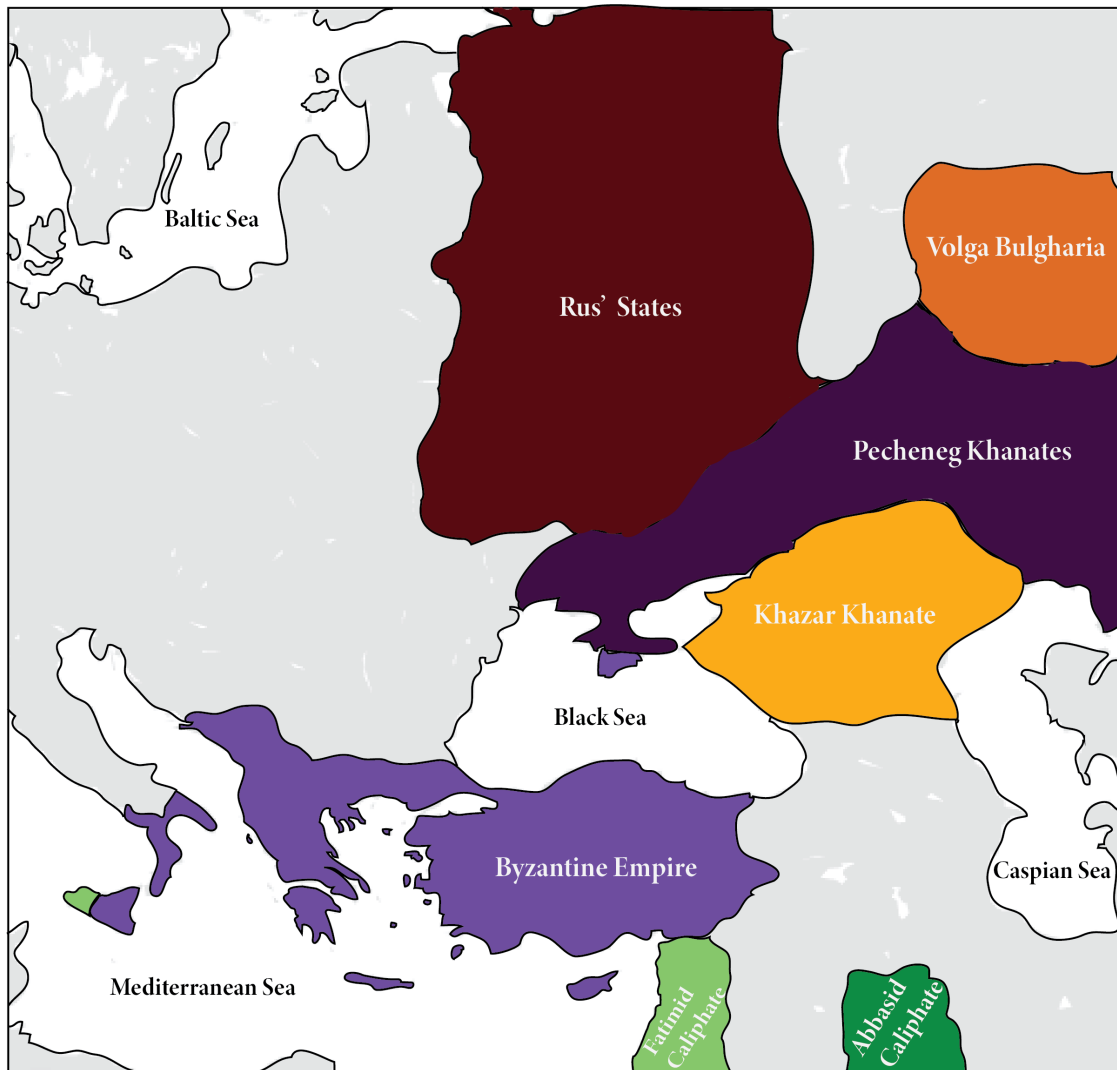 Baltic Sea
Volga Bulgharia
Rus’ States
Pecheneg Khanates
Khazar Khanate
Black Sea
Byzantine Empire
Caspian Sea
Mediterranean Sea
Fatimid
Caliphate
Abbasid
Caliphate